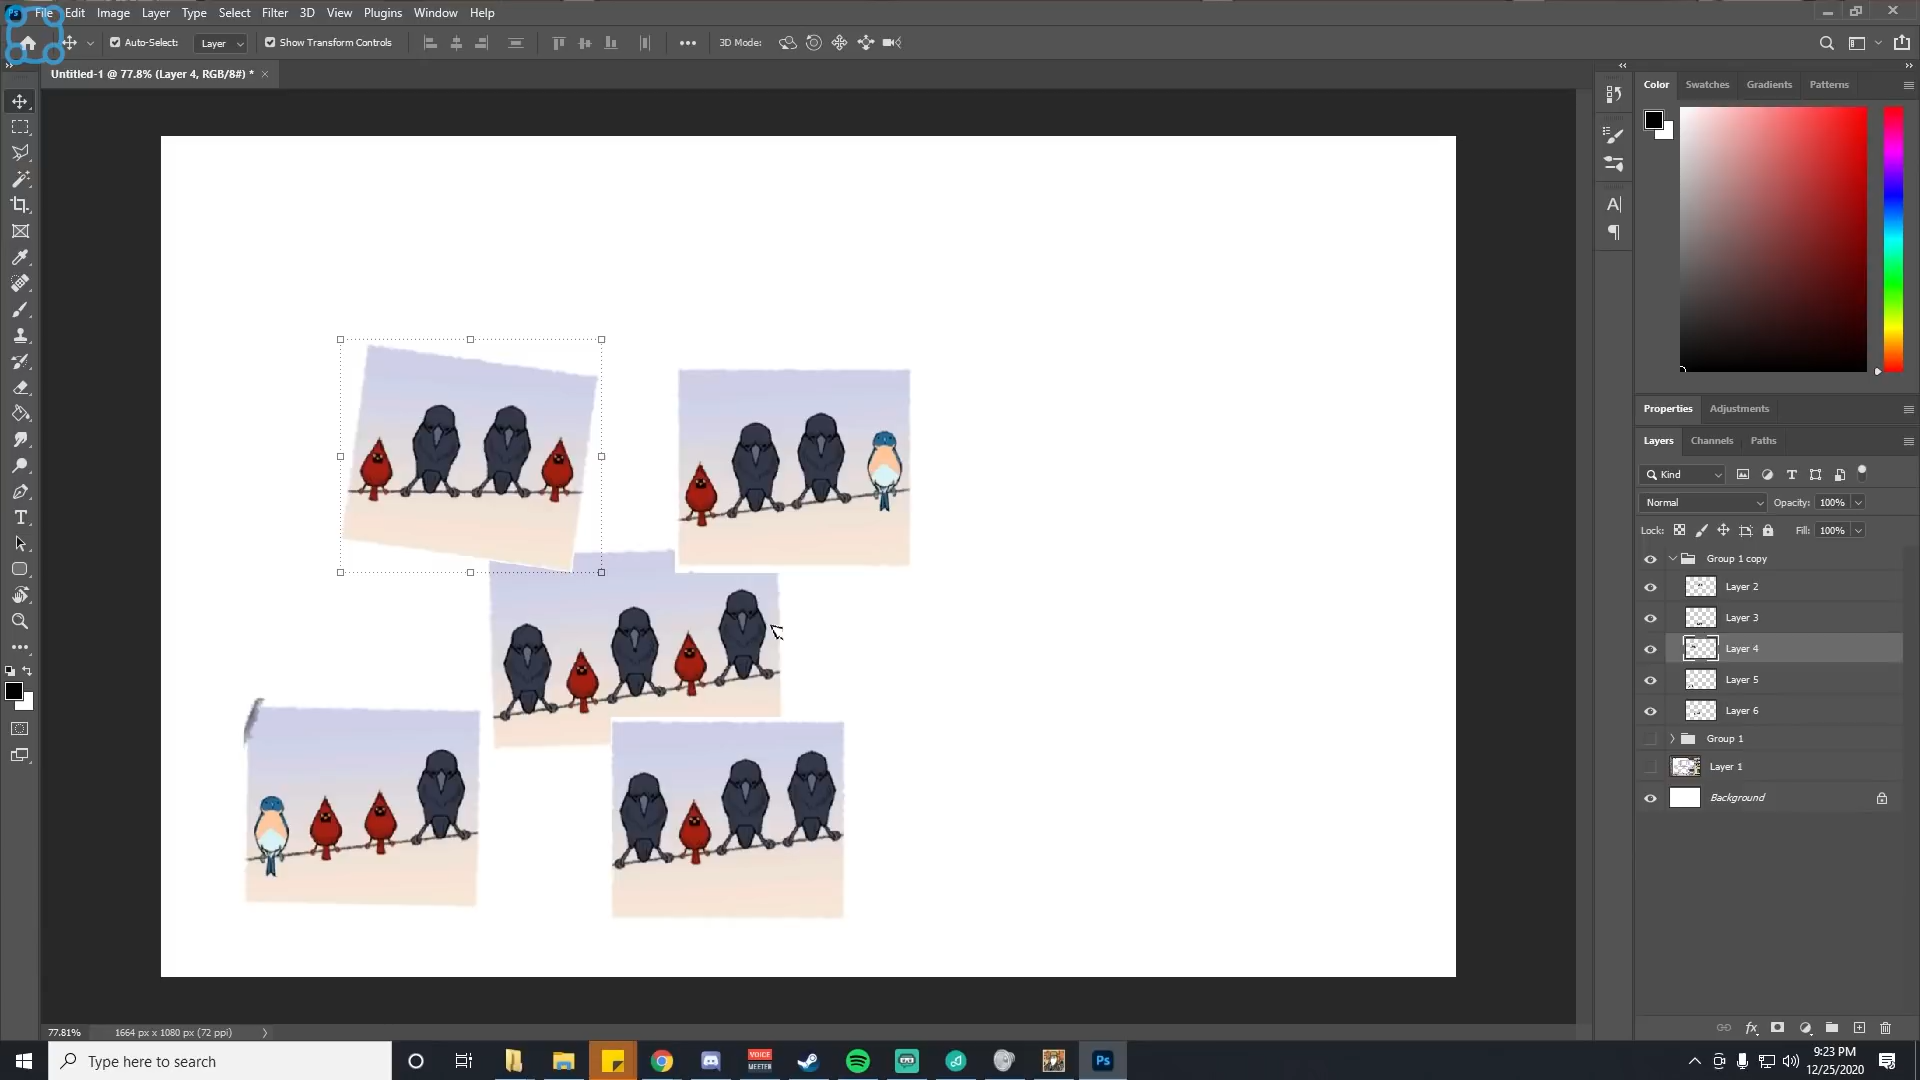 Ps File Edit Image Layer Type Select Filter 3D View Plugins Window Help
Auto-Select: Layer Show Transform Controls 3D Mode:
Untitled-1 @ 77.8% (Layer 4, RGB/8#) *
Color Swatches Gradients Patterns
Properties Adjustments
Layers Channels Paths
Kind
Normal Opacity: 100%
Lock: Fill: 100%
Group 1 copy
Layer 2
Layer 3
Layer 4
Layer 5
Layer 6
Group 1
Layer 1
Background
77.81% 1664 px x 1080 px (72 ppi)
Type here to search
VOICE
MEETER
Ps
9:23 PM
12/25/2020